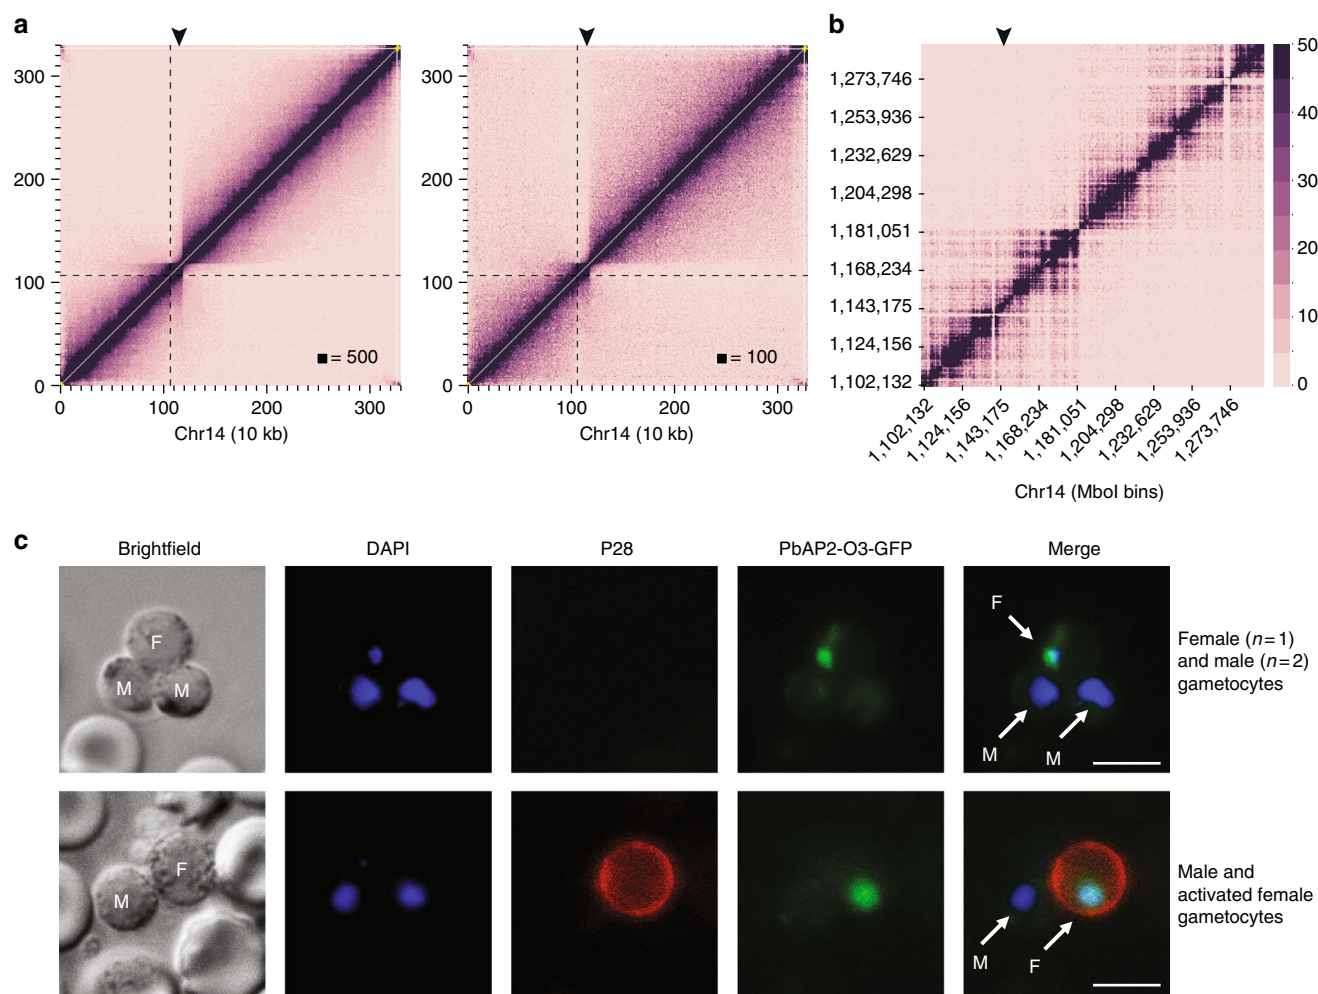 a
300
200
100
0
0
100
200
300
Chr14 (10 kb)
= 500
300
200
100
0
0
100
200
300
Chr14 (10 kb)
= 100
b
1,273,746
1,253,936
1,232,629
1,204,298
1,181,051
1,168,234
1,143,175
1,124,156
1,102,132
1,102,132
1,124,156
1,143,175
1,168,234
1,181,051
1,204,298
1,232,629
1,253,936
1,273,746
Chr14 (MboI bins)
50
40
30
20
10
0
c
Brightfield
DAPI
P28
PbAP2-O3-GFP
Merge
F
M
M
F
M
M
Female (n=1)
and male (n=2)
gametocytes
F
M
M
F
Male and
activated female
gametocytes